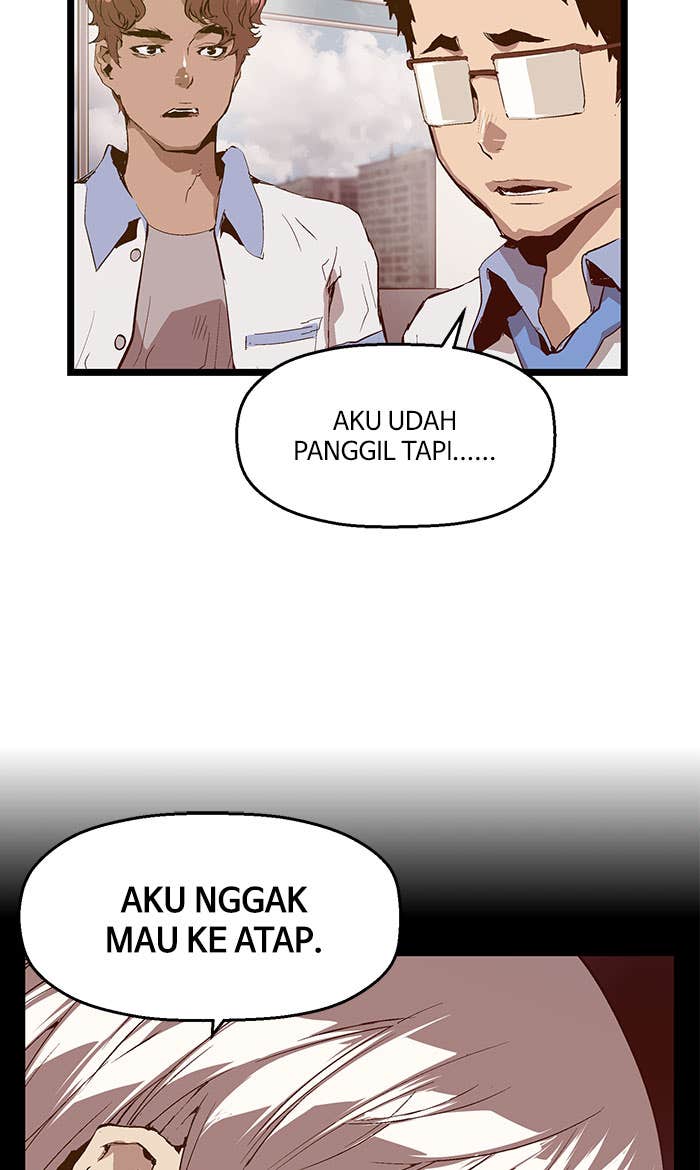 AKU UDAH
PANGGIL TAPI......
AKU NGGAK
MAU KE ATAP.